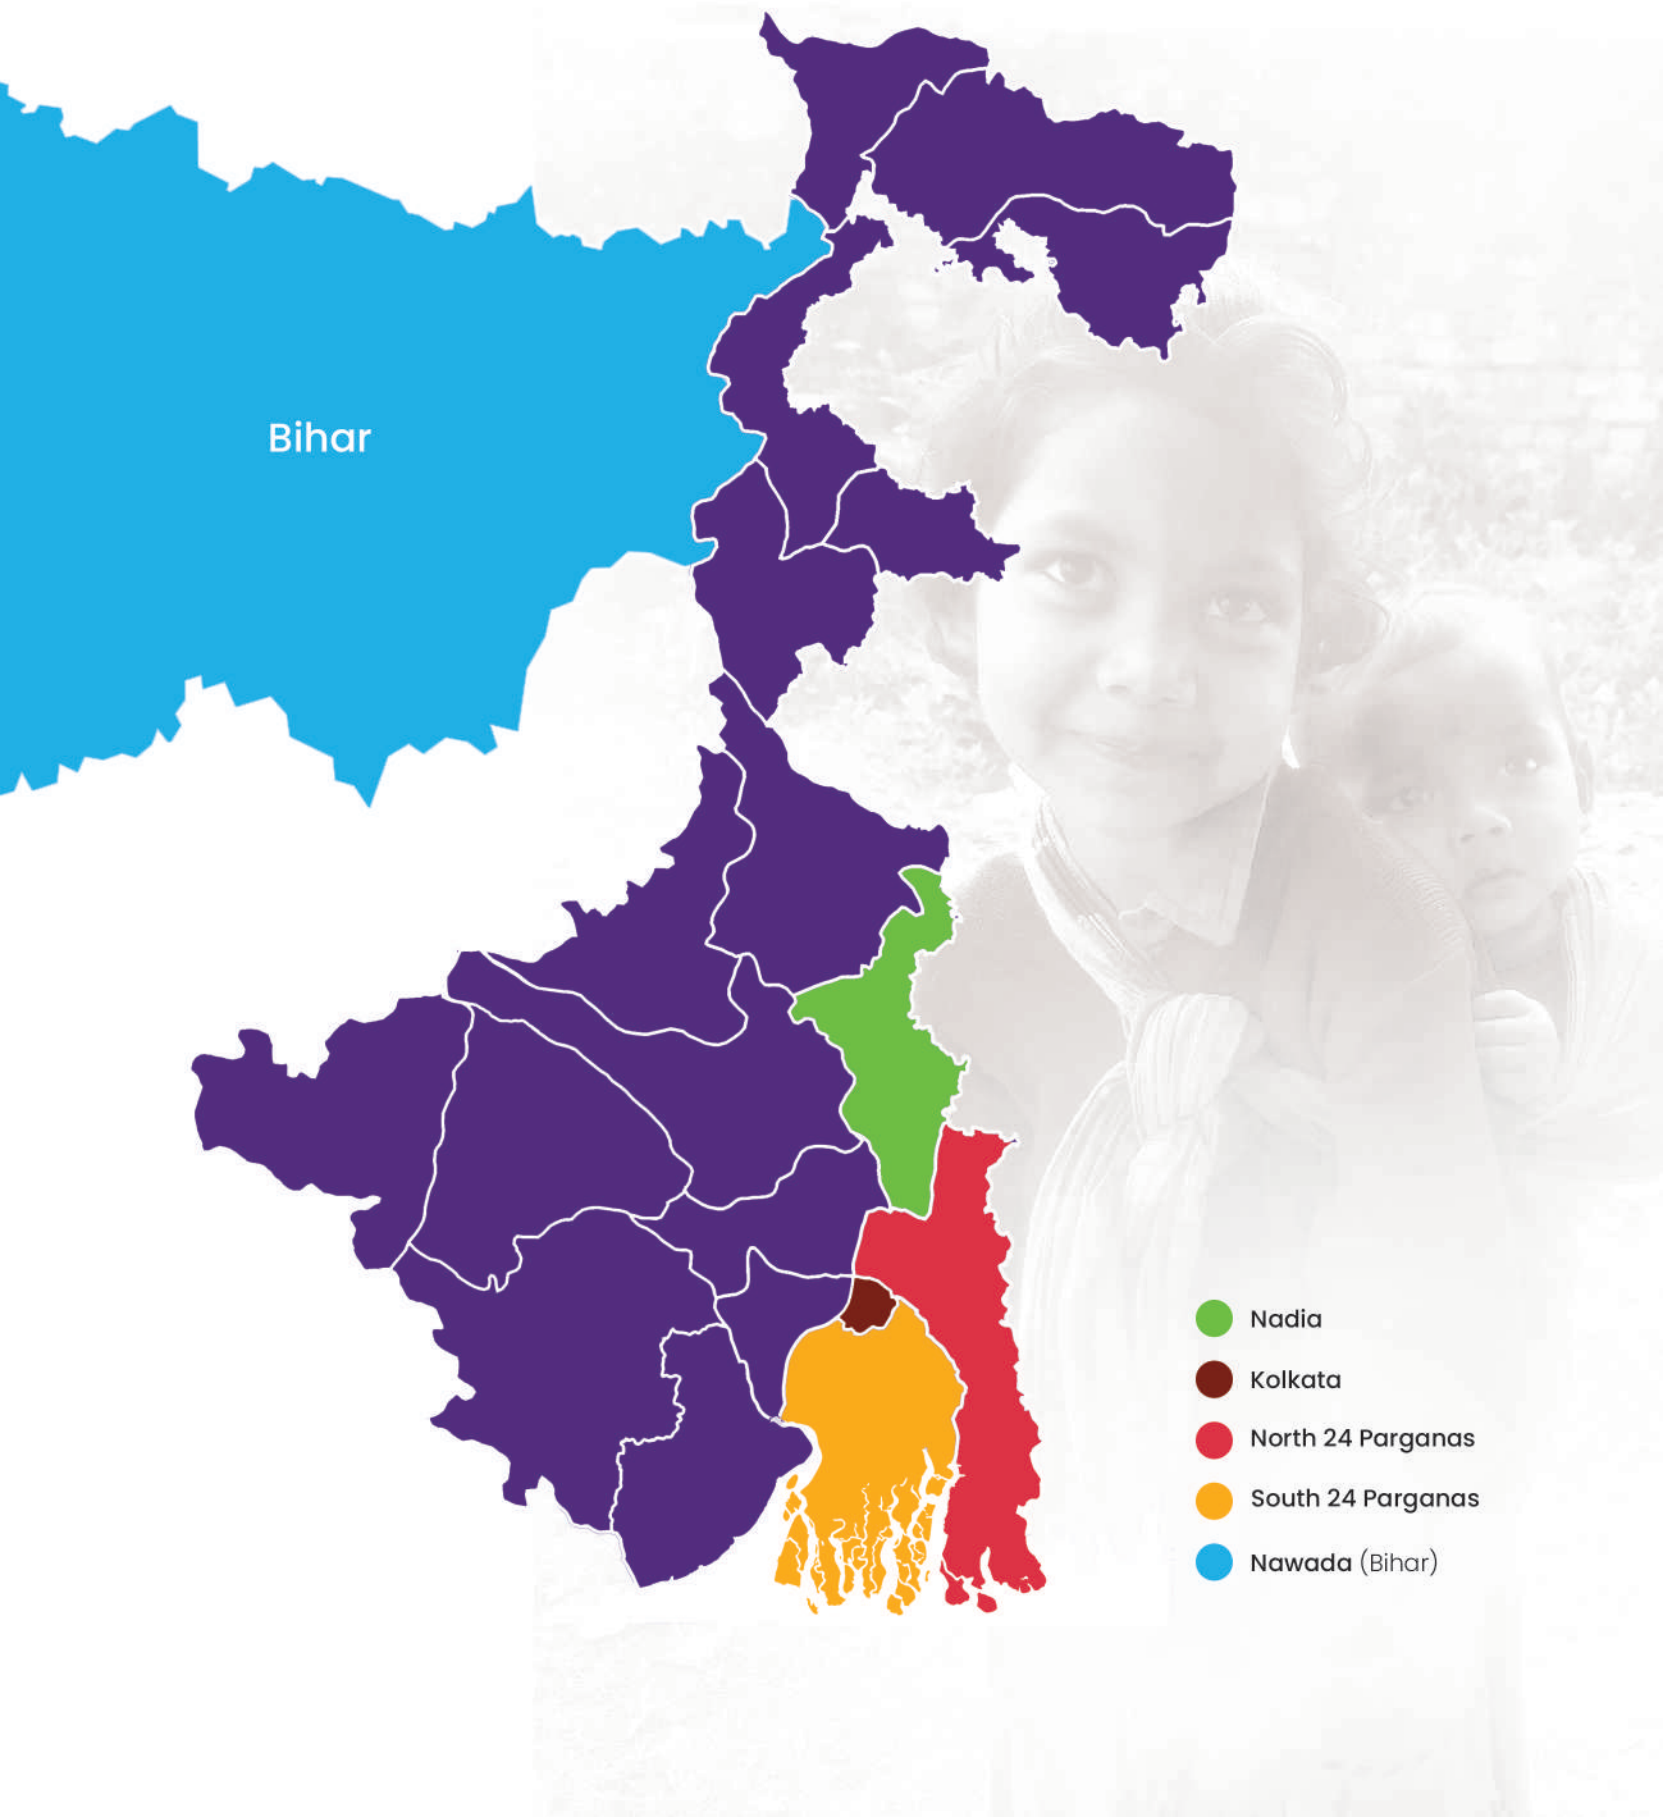 Bihar
Nadia
Kolkata
North 24 Parganas
South 24 Parganas
Nawada (Bihar)